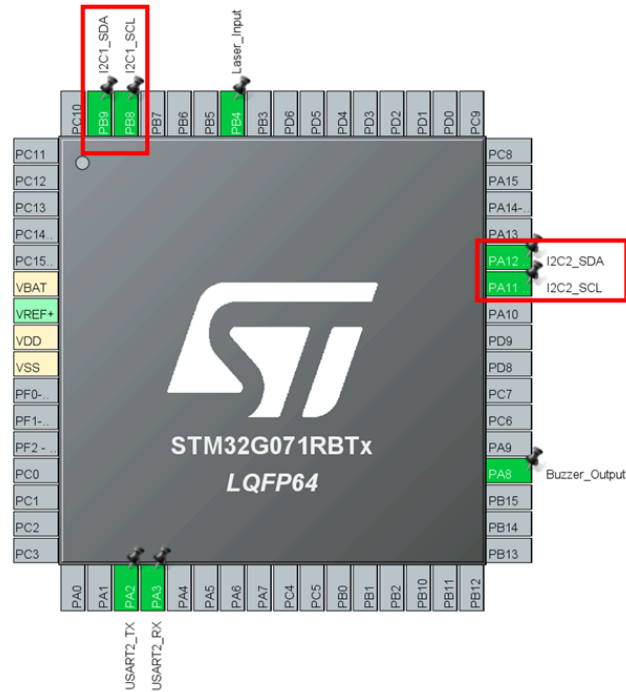 I2C1_SDA
I2C1_SCL
Laser_Input
PC10
PB9
PB8
PB7
PB6
PB5
PB4
PB3
PD6
PD5
PD4
PD3
PD2
PD1
PD0
PC9
PC11
PC12
PC13
PC14..
PC15..
VBAT
VREF+
VDD
VSS
PF0-..
PF1-..
PF2 - ..
PC0
PC1
PC2
PC3
PC8
PA15
PA14-..
PA13
PA12 .. I2C2_SDA
PA11 .. I2C2_SCL
PA10
PD9
PD8
PC7
PC6
PA9
PA8 Buzzer_Output
PB15
PB14
PB13
ST
STM32G071RBTx
LQFP64
PA0
PA1
PA2
PA3
PA4
PA5
PA6
PA7
PC4
PC5
PB0
PB1
PB2
PB10
PB11
PB12
USART2_TX
USART2_RX